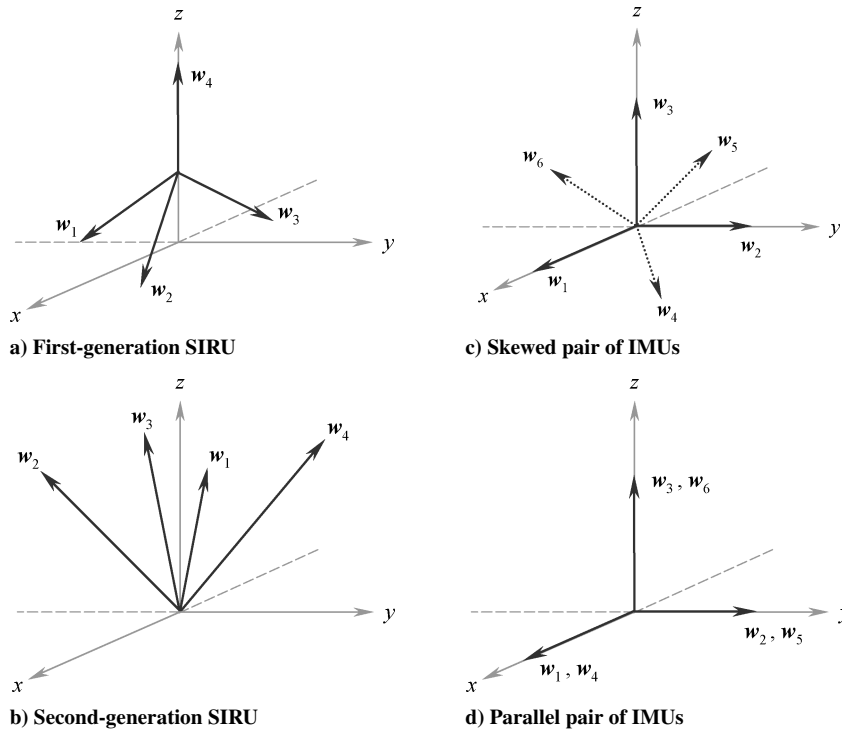 z
w₄
w₁
w₃
w₂
y
x
a) First-generation SIRU
z
w₃
w₅
w₆
w₂
w₁
w₄
y
x
c) Skewed pair of IMUs
z
w₃
w₄
w₂
w₁
y
x
b) Second-generation SIRU
z
w₃ , w₆
w₂ , w₅
w₁ , w₄
y
x
d) Parallel pair of IMUs